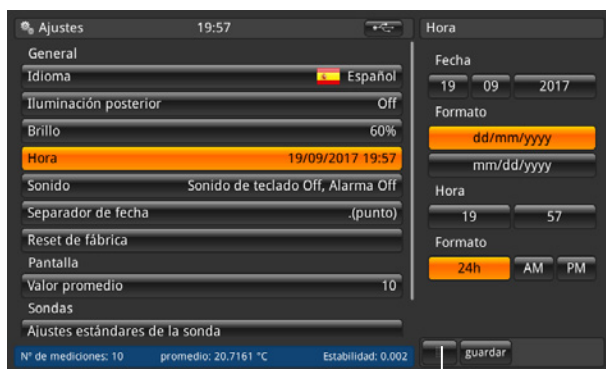 Ajustes 19:57
General
Idioma Español
Iluminación posterior Off
Brillo 60%
Hora 19/09/2017 19:57
Sonido Sonido de teclado Off, Alarma Off
Separador de fecha .(punto)
Reset de fábrica
Pantalla
Valor promedio 10
Sondas
Ajustes estándares de la sonda
Nº de mediciones: 10 promedio: 20.7161 °C Estabilidad: 0.002
Hora
Fecha
19 09 2017
Formato
dd/mm/yyyy
mm/dd/yyyy
Hora
19 57
Formato
24h AM PM
guardar